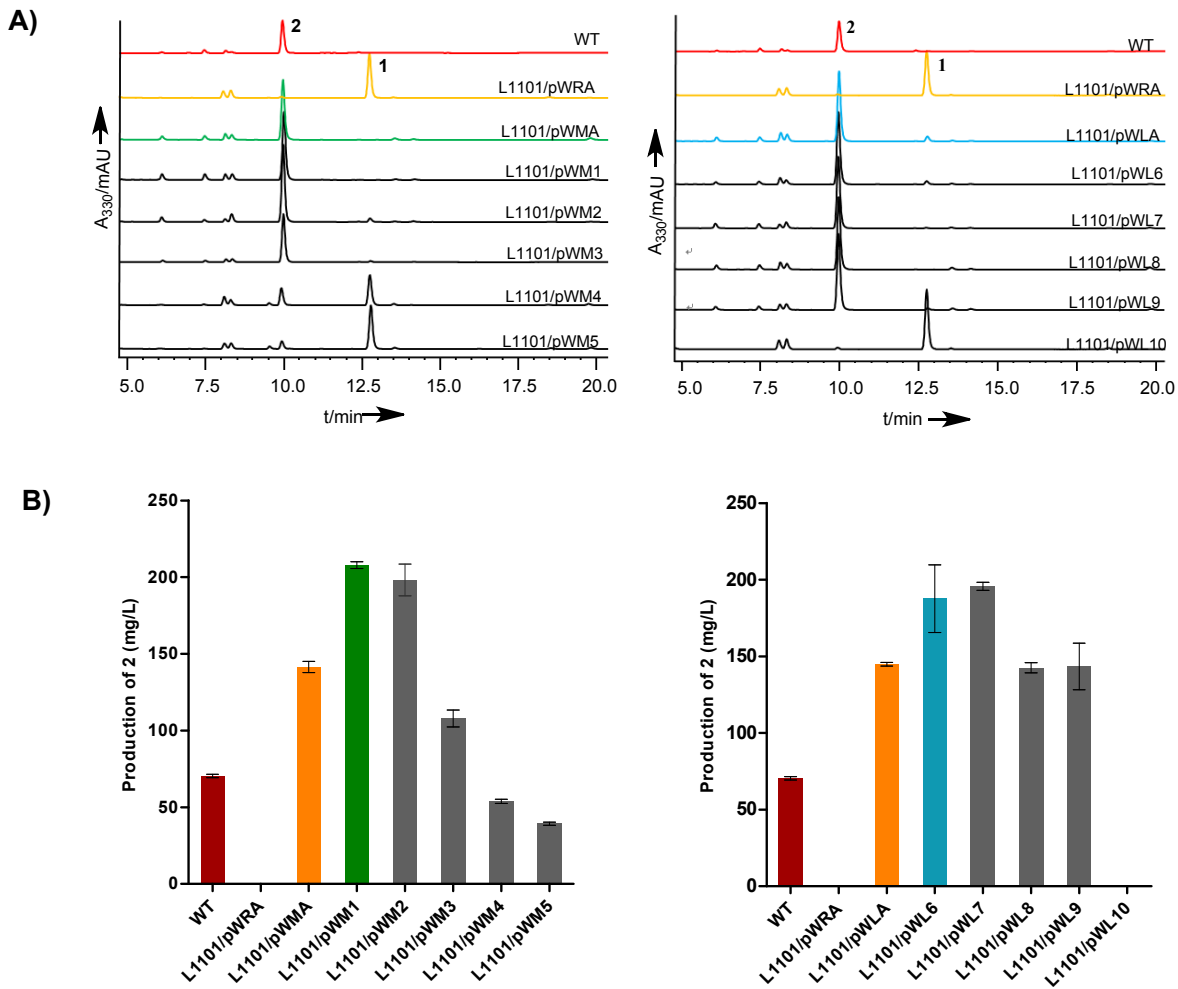 A)
2
WT
1
L1101/pWRA
L1101/pWMA
L1101/pWM1
L1101/pWM2
L1101/pWM3
L1101/pWM4
L1101/pWM5
A330/mAU
5.0 7.5 10.0 12.5 15.0 17.5 20.0
t/min
2
WT
1
L1101/pWRA
L1101/pWLA
L1101/pWL6
L1101/pWL7
L1101/pWL8
L1101/pWL9
L1101/pWL10
A330/mAU
5.0 7.5 10.0 12.5 15.0 17.5 20.0
t/min
B)
Production of 2 (mg/L)
250
200
150
100
50
0
WT
L1101/pWRA
L1101/pWMA
L1101/pWM1
L1101/pWM2
L1101/pWM3
L1101/pWM4
L1101/pWM5
Production of 2 (mg/L)
250
200
150
100
50
0
WT
L1101/pWRA
L1101/pWLA
L1101/pWL6
L1101/pWL7
L1101/pWL8
L1101/pWL9
L1101/pWL10